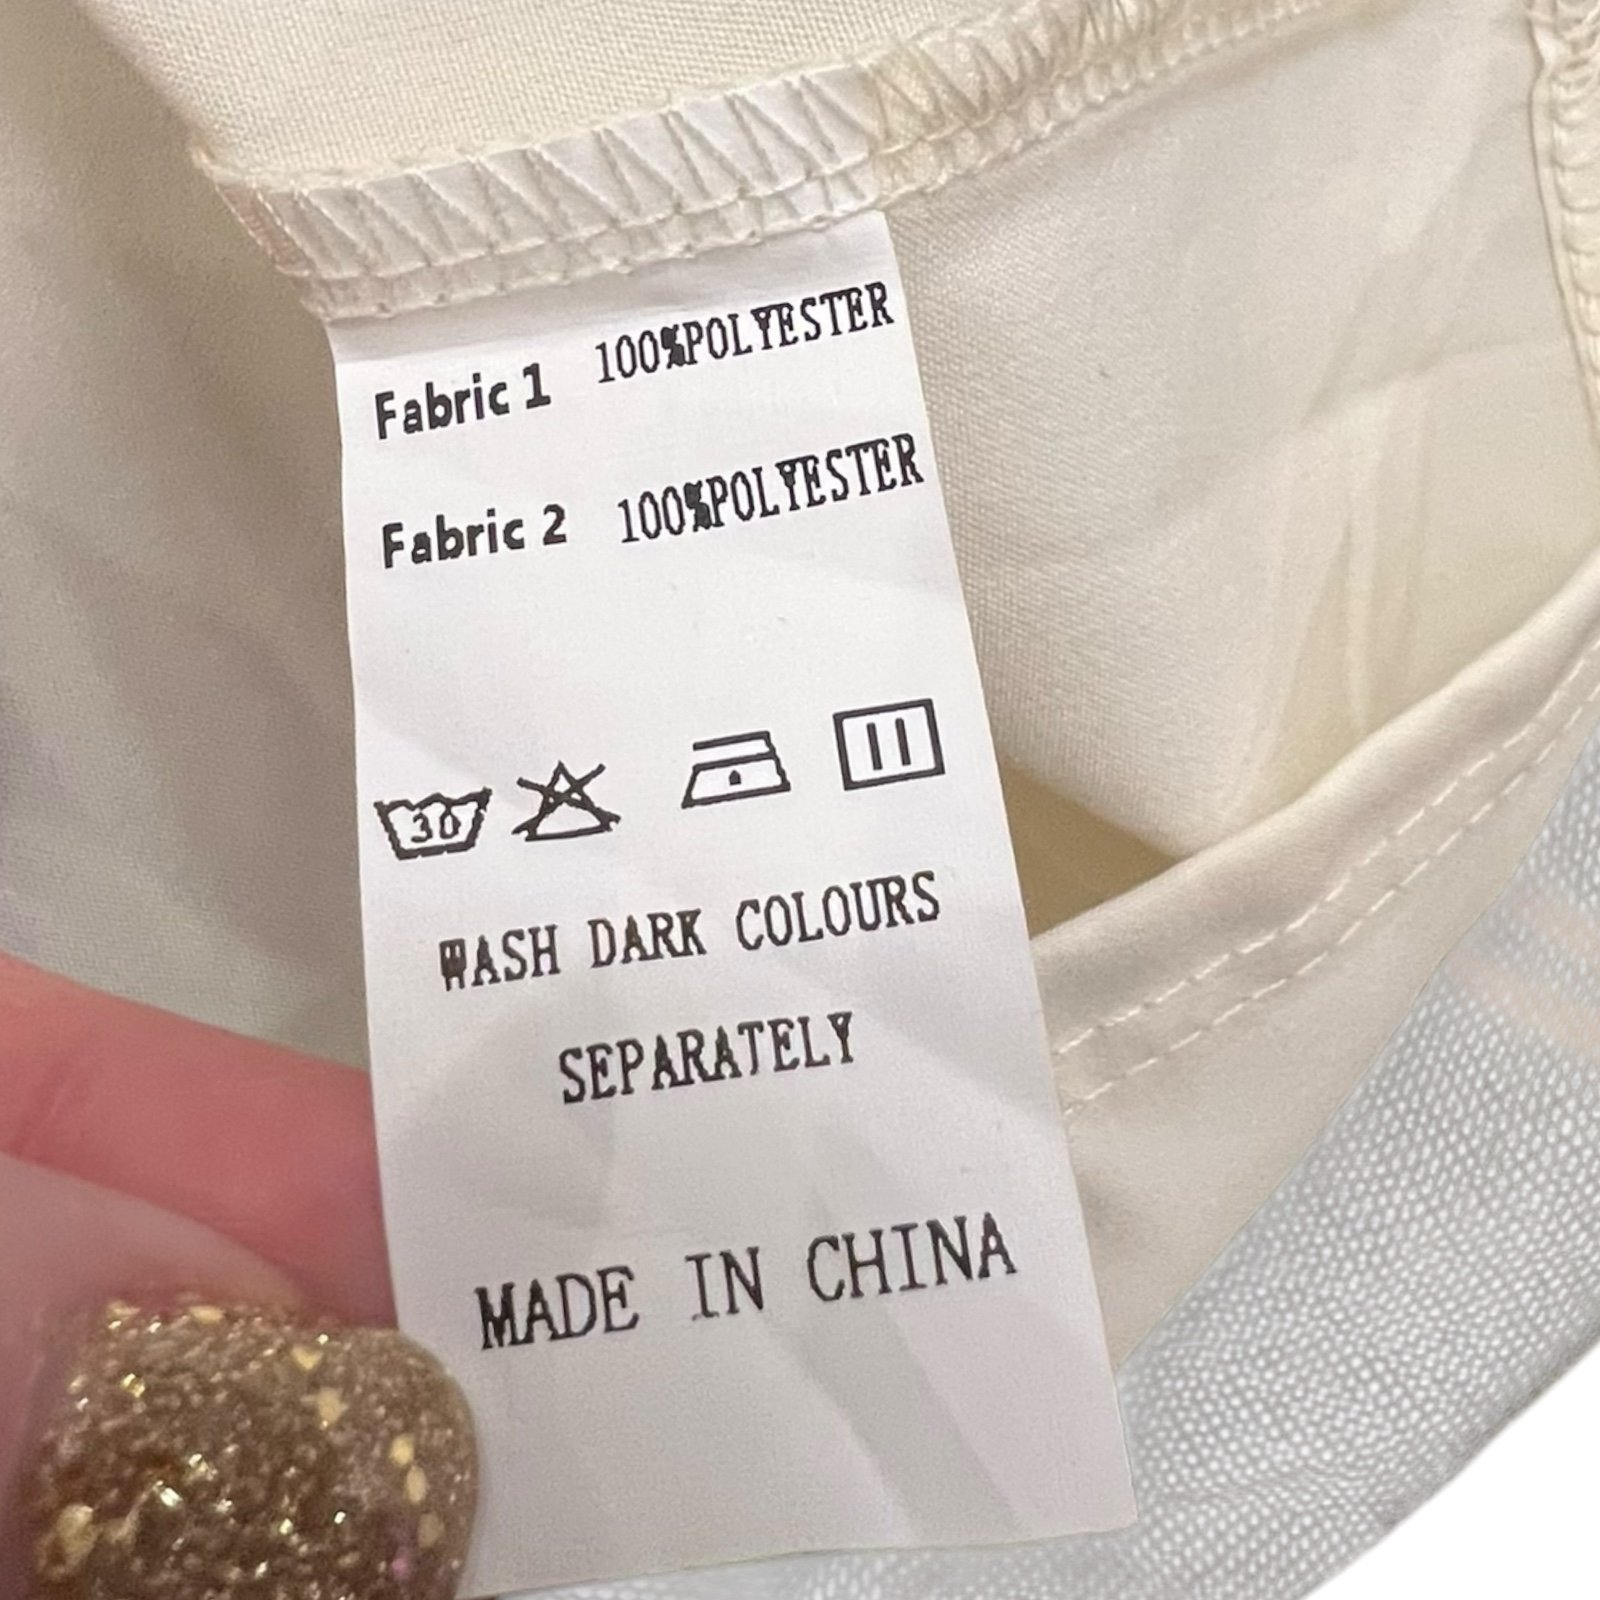 Fabric 1 100%POLYESTER
Fabric 2 100%POLYESTER
30
WASH DARK COLOURS
SEPARATELY
MADE IN CHINA